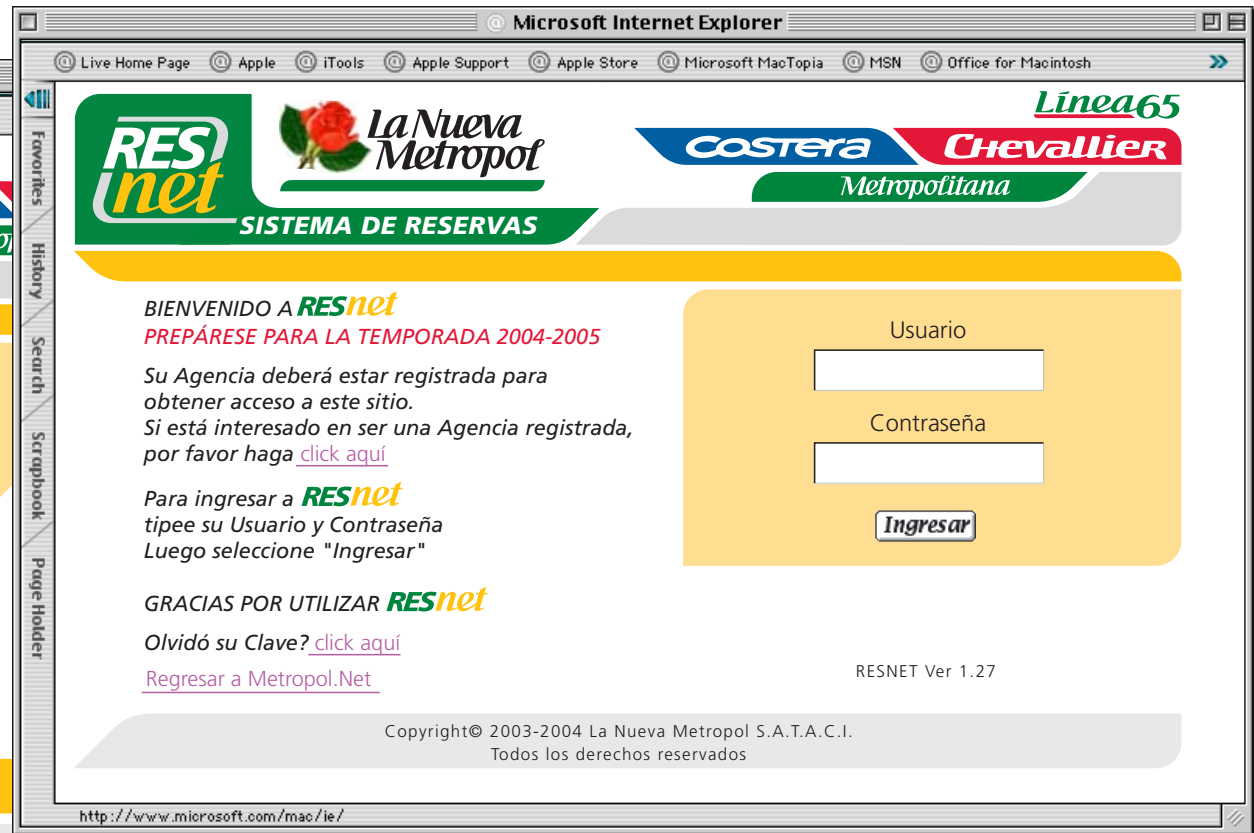 Microsoft Internet Explorer
Live Home Page Apple iTools Apple Support Apple Store Microsoft MacTopia MSN Office for Macintosh
Favorites
History
Search
Scrapbook
Page Holder
RES
net
La Nueva
Metropol
SISTEMA DE RESERVAS
Línea65
COSTERA CHEVALLIER
Metropolitana
BIENVENIDO A RESnet
PREPÁRESE PARA LA TEMPORADA 2004-2005
Su Agencia deberá estar registrada para
obtener acceso a este sitio.
Si está interesado en ser una Agencia registrada,
por favor haga click aquí
Para ingresar a RESnet
tipee su Usuario y Contraseña
Luego seleccione "Ingresar"
GRACIAS POR UTILIZAR RESnet
Olvidó su Clave? click aquí
Regresar a Metropol.Net
Usuario
Contraseña
Ingresar
RESNET Ver 1.27
Copyright© 2003-2004 La Nueva Metropol S.A.T.A.C.I.
Todos los derechos reservados
http://www.microsoft.com/mac/ie/